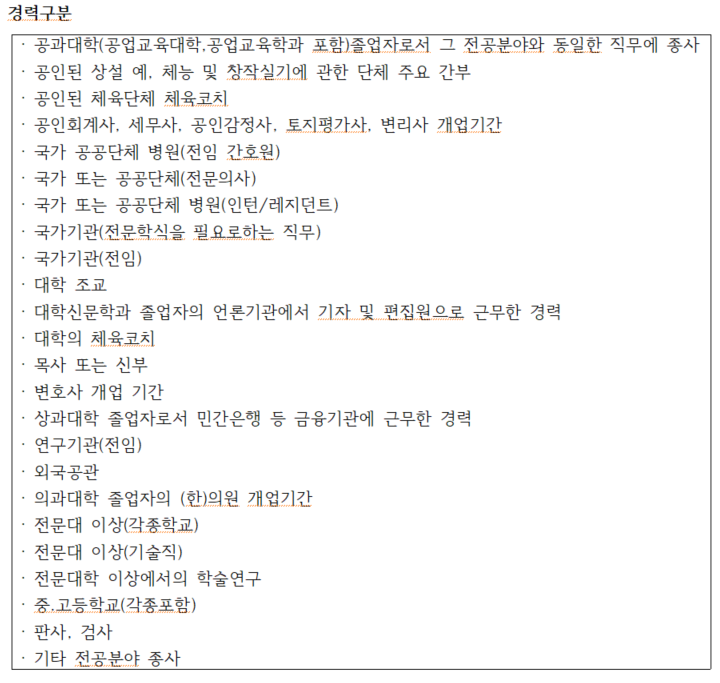 경력구분
· 공과대학(공업교육대학,공업교육학과 포함)졸업자로서 그 전공분야와 동일한 직무에 종사
· 공인된 상설 예, 체능 및 창작실기에 관한 단체 주요 간부
· 공인된 체육단체 체육코치
· 공인회계사, 세무사, 공인감정사, 토지평가사, 변리사 개업기간
· 국가 공공단체 병원(전임 간호원)
· 국가 또는 공공단체(전문의사)
· 국가 또는 공공단체 병원(인턴/레지던트)
· 국가기관(전문학식을 필요로하는 직무)
· 국가기관(전임)
· 대학 조교
· 대학신문학과 졸업자의 언론기관에서 기자 및 편집원으로 근무한 경력
· 대학의 체육코치
· 목사 또는 신부
· 변호사 개업 기간
· 상과대학 졸업자로서 민간은행 등 금융기관에 근무한 경력
· 연구기관(전임)
· 외국공관
· 의과대학 졸업자의 (한)의원 개업기간
· 전문대 이상(각종학교)
· 전문대 이상(기술직)
· 전문대학 이상에서의 학술연구
· 중.고등학교(각종포함)
· 판사, 검사
· 기타 전공분야 종사